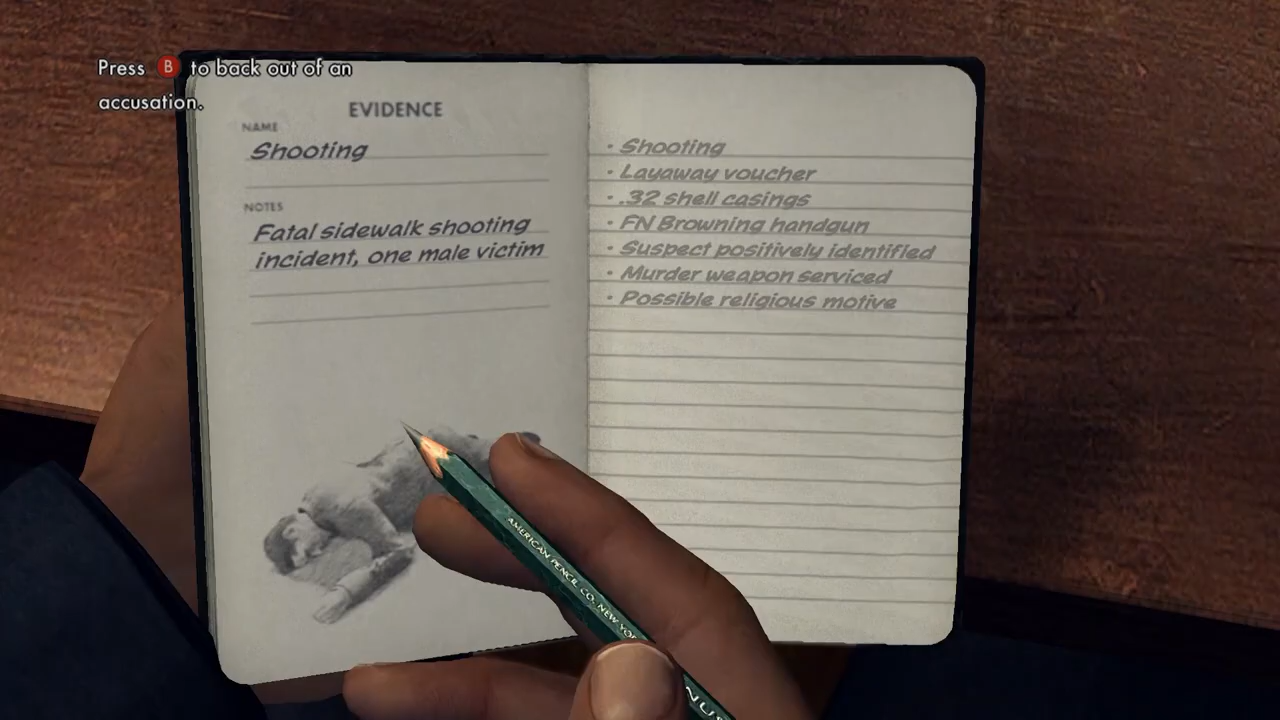 Press B to back out of an
accusation.
EVIDENCE
NAME
Shooting
NOTES
Fatal sidewalk shooting
incident, one male victim
• Shooting
• Layaway voucher
• .32 shell casings
• FN Browning handgun
• Suspect positively identified
• Murder weapon serviced
• Possible religious motive
AMERICAN PENCIL CO. NEW YO
NUS